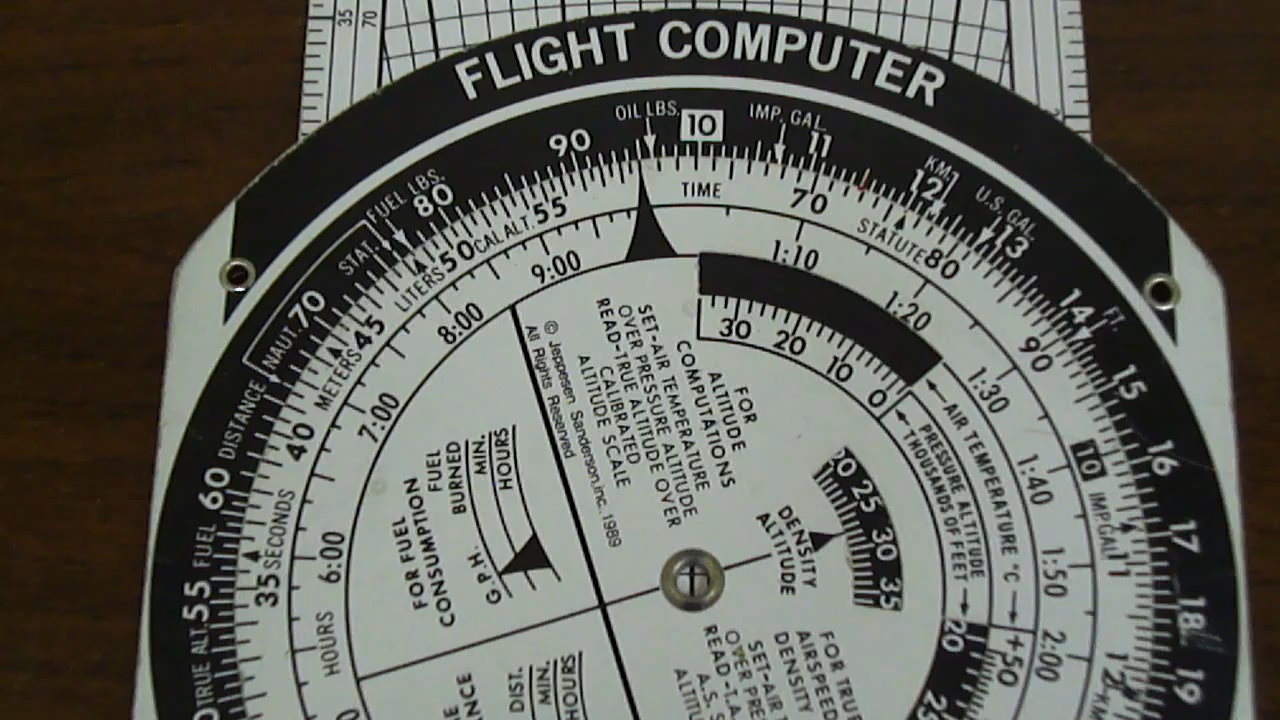 35
70
FLIGHT COMPUTER
OIL LBS.
10
IMP. GAL.
11
90
KM
12
U.S. GAL.
13
FUEL LBS.
80
STAT.
TIME
70
55
CAL ALT.
50
LITERS
STATUTE
80
9:00
1:10
70
NAUT.
45
METERS
8:00
1:20
14
FT.
30
20
10
0
90
15
DISTANCE
7:00
1:30
© Jeppesen Sanderson,inc.1989
All Rights Reserved
SET-AIR TEMPERATURE
OVER PRESSURE ALTITUDE
READ-TRUE ALTITUDE OVER
CALIBRATED
ALTITUDE SCALE
FOR
ALTITUDE
COMPUTATIONS
AIR TEMPERATURE °C
PRESSURE ALTITUDE
THOUSANDS OF FEET
40
60
FUEL
1:40
10
IMP GAL
16
HOURS
MIN.
FUEL
BURNED
FOR FUEL
CONSUMPTION
G.P.H.
25
30
35
DENSITY
ALTITUDE
SECONDS
35
6:00
11
17
1:50
55
TRUE ALT.
HOURS
20
+50
2:00
18
12
KM
19
25
HOURS
MIN.
DIST.
FOR TRUE
AIRSPEED
DENSITY